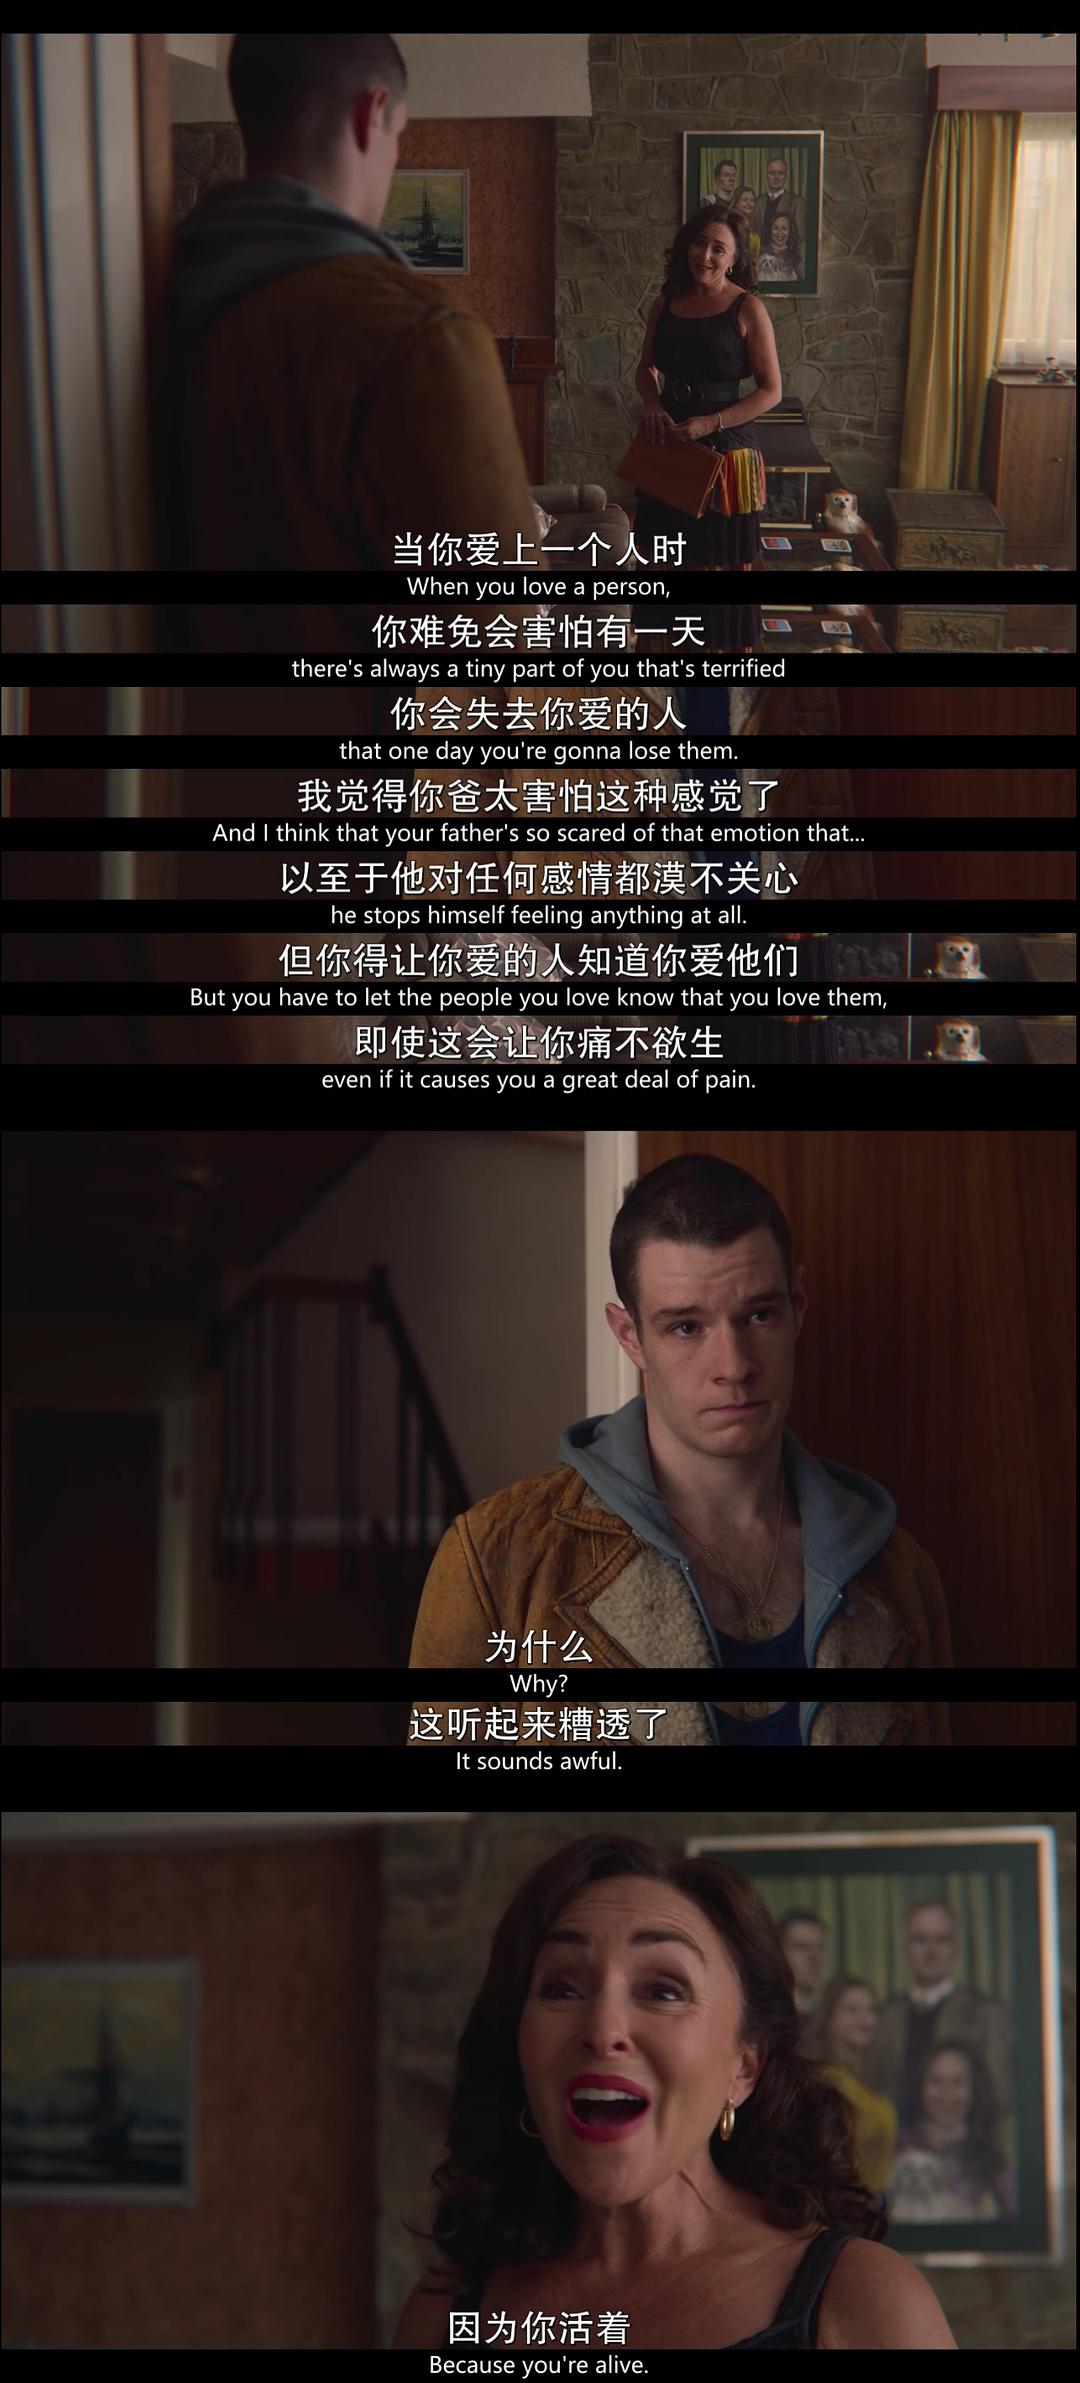 当你爱上一个人时
When you love a person,
你难免会害怕有一天
there's always a tiny part of you that's terrified
你会失去你爱的人
that one day you're gonna lose them.
我觉得你爸太害怕这种感觉了
And I think that your father's so scared of that emotion that...
以至于他对任何感情都漠不关心
he stops himself feeling anything at all.
但你得让你爱的人知道你爱他们
But you have to let the people you love know that you love them,
即使这会让你痛不欲生
even if it causes you a great deal of pain.
为什么
Why?
这听起来糟透了
It sounds awful.
因为你活着
Because you're alive.